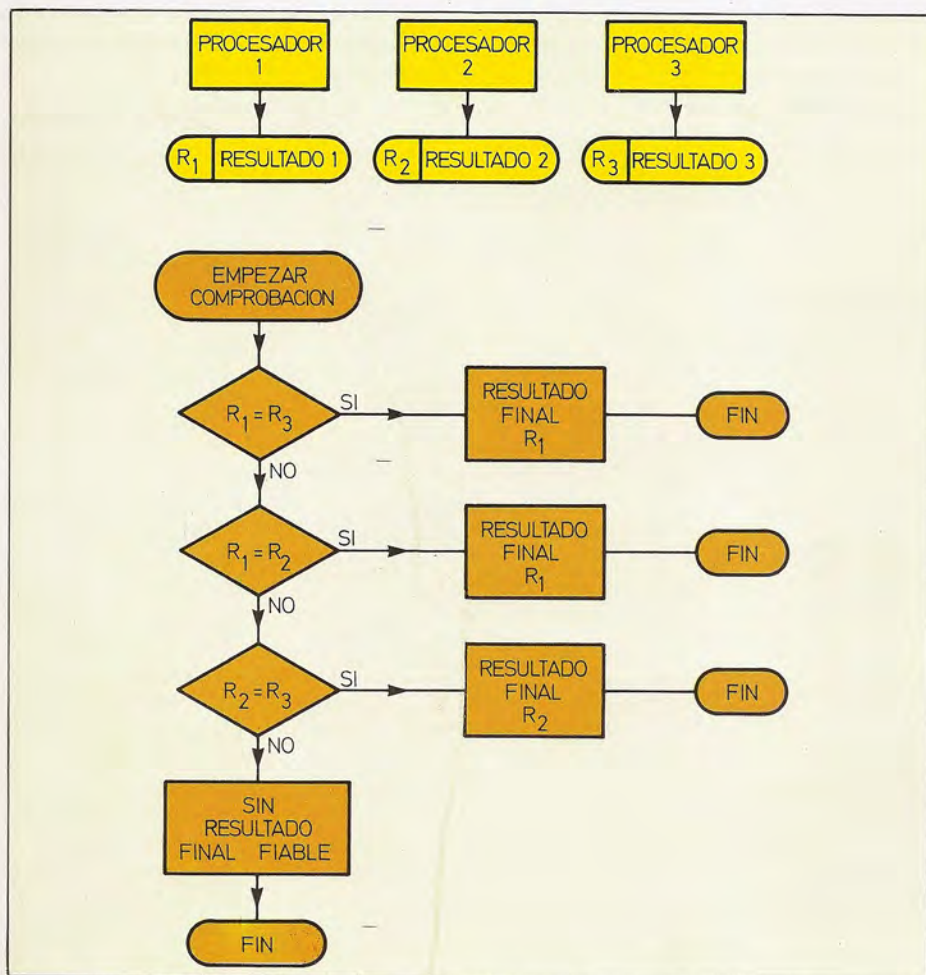 PROCESADOR
1
PROCESADOR
2
PROCESADOR
3
R1 RESULTADO 1
R2 RESULTADO 2
R3 RESULTADO 3
EMPEZAR
COMPROBACION
R1 = R3
SI
RESULTADO
FINAL
R1
FIN
NO
R1 = R2
SI
RESULTADO
FINAL
R1
FIN
NO
R2 = R3
SI
RESULTADO
FINAL
R2
FIN
NO
SIN
RESULTADO
FINAL FIABLE
FIN